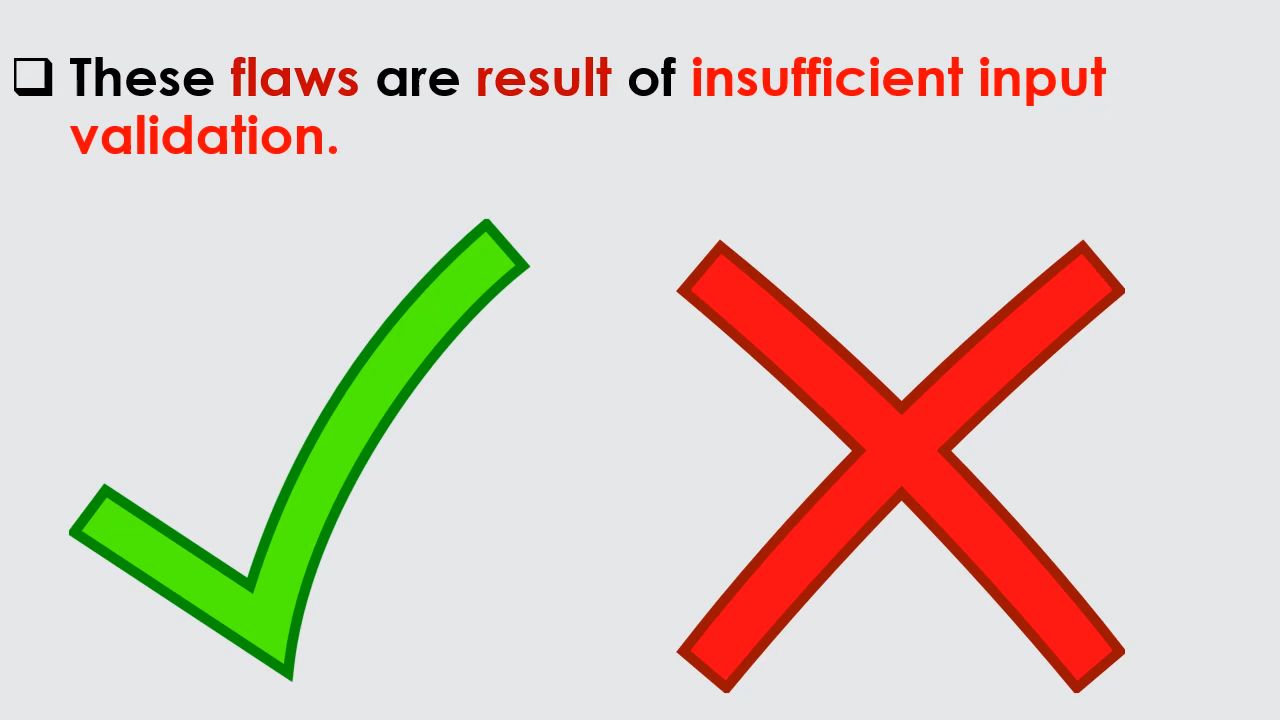 ❑ These flaws are result of insufficient input
validation.